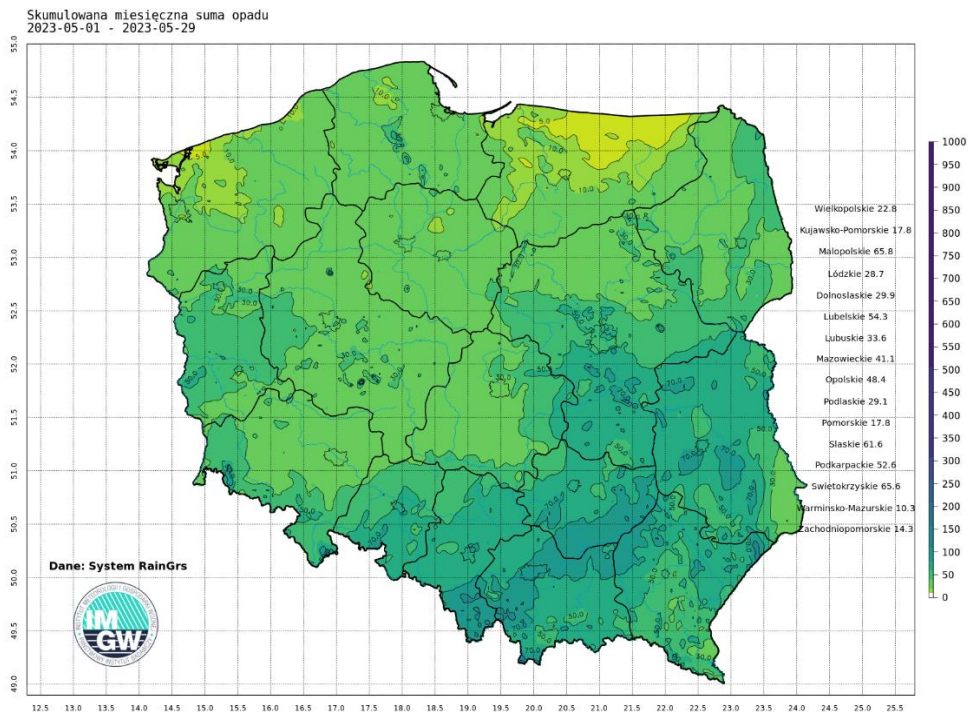 Skumulowana miesięczna suma opadu
2023-05-01 - 2023-05-29
55.0
54.5
54.0
53.5
53.0
52.5
52.0
51.5
51.0
50.5
50.0
49.5
49.0
Wielkopolskie 22.8
Kujawsko-Pomorskie 17.8
Malopolskie 65.8
Lódzkie 28.7
Dolnoslaskie 29.9
Lubelskie 54.3
Lubuskie 33.6
Mazowieckie 41.1
Opolskie 48.4
Podlaskie 29.1
Pomorskie 17.8
Slaskie 61.6
Podkarpackie 52.6
Swietokrzyskie 65.6
Warminsko-Mazurskie 10.3
Zachodniopomorskie 14.3
1000
950
900
850
800
750
700
650
600
550
500
450
400
350
300
250
200
150
100
50
0
Dane: System RainGrs
IM
GW
12.5 13.0 13.5 14.0 14.5 15.0 15.5 16.0 16.5 17.0 17.5 18.0 18.5 19.0 19.5 20.0 20.5 21.0 21.5 22.0 22.5 23.0 23.5 24.0 24.5 25.0 25.5